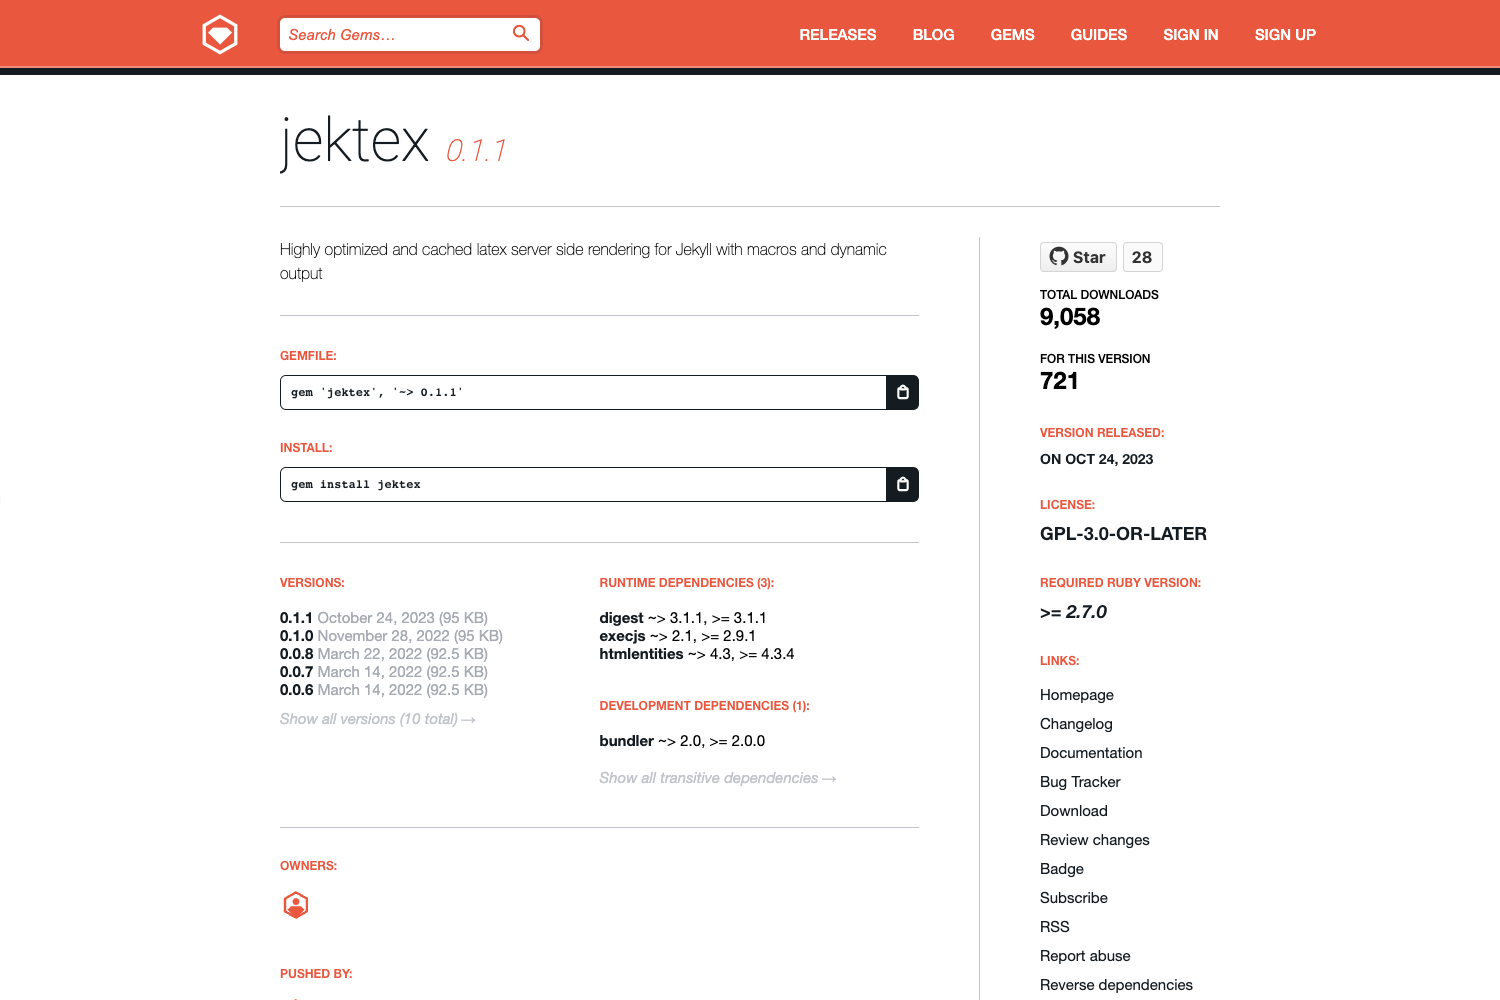 Search Gems…
RELEASES BLOG GEMS GUIDES SIGN IN SIGN UP
jektex 0.1.1
Highly optimized and cached latex server side rendering for Jekyll with macros and dynamic
output
GEMFILE:
gem 'jektex', '~> 0.1.1'
INSTALL:
gem install jektex
VERSIONS:
0.1.1 October 24, 2023 (95 KB)
0.1.0 November 28, 2022 (95 KB)
0.0.8 March 22, 2022 (92.5 KB)
0.0.7 March 14, 2022 (92.5 KB)
0.0.6 March 14, 2022 (92.5 KB)
Show all versions (10 total) →
RUNTIME DEPENDENCIES (3):
digest ~> 3.1.1, >= 3.1.1
execjs ~> 2.1, >= 2.9.1
htmlentities ~> 4.3, >= 4.3.4
DEVELOPMENT DEPENDENCIES (1):
bundler ~> 2.0, >= 2.0.0
Show all transitive dependencies →
OWNERS:
PUSHED BY:
Star 28
TOTAL DOWNLOADS
9,058
FOR THIS VERSION
721
VERSION RELEASED:
ON OCT 24, 2023
LICENSE:
GPL-3.0-OR-LATER
REQUIRED RUBY VERSION:
>= 2.7.0
LINKS:
Homepage
Changelog
Documentation
Bug Tracker
Download
Review changes
Badge
Subscribe
RSS
Report abuse
Reverse dependencies